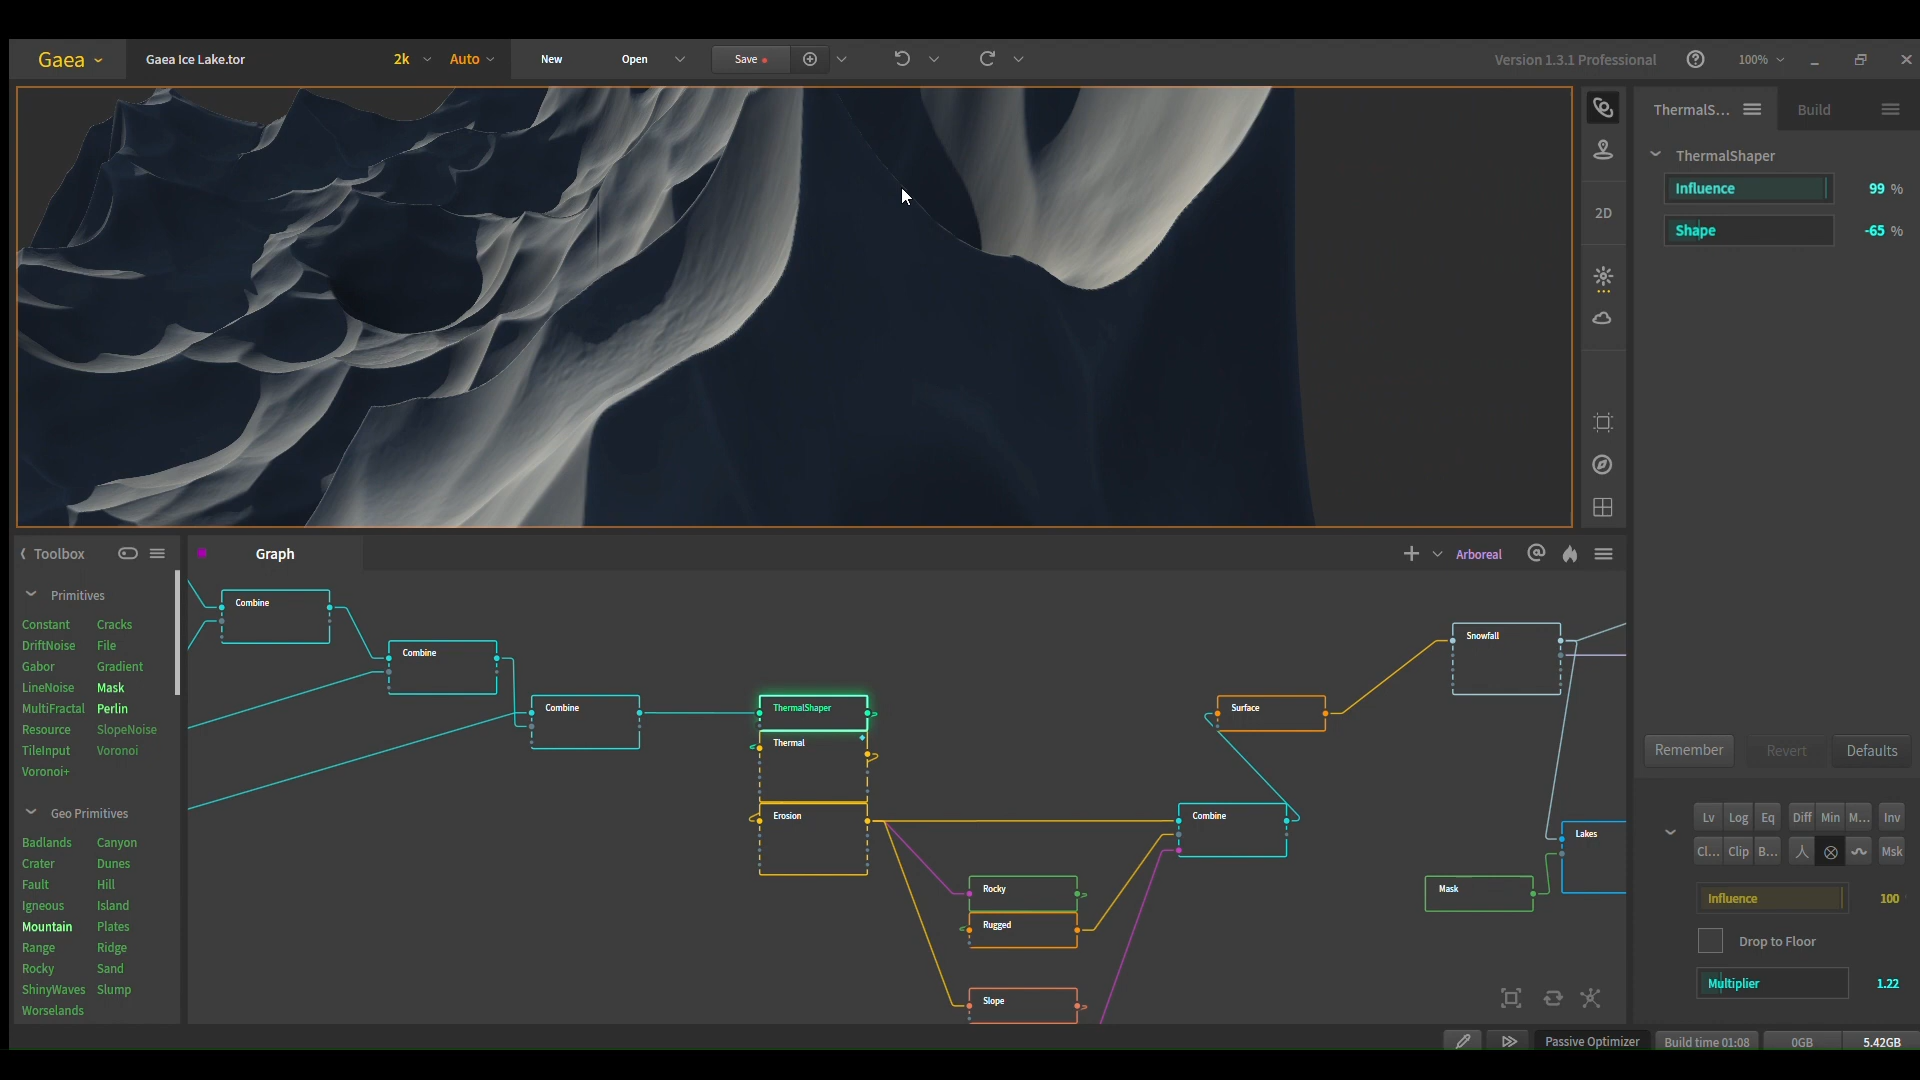 Gaea
Gaea Ice Lake.tor
2k
Auto
New
Open
Save
Version 1.3.1 Professional
100%
ThermalS...
Build
ThermalShaper
Influence 99 %
Shape -65 %
2D
Toolbox
Graph
Arboreal
Primitives
Constant Cracks
DriftNoise File
Gabor Gradient
LineNoise Mask
MultiFractal Perlin
Resource SlopeNoise
TileInput Voronoi
Voronoi+
Geo Primitives
Badlands Canyon
Crater Dunes
Fault Hill
Igneous Island
Mountain Plates
Range Ridge
Rocky Sand
ShinyWaves Slump
Worselands
Combine
Combine
Combine
ThermalShaper
Thermal
Erosion
Rocky
Rugged
Slope
Combine
Surface
Snowfall
Mask
Lakes
Remember Revert Defaults
Lv Log Eq Diff Min M... Inv
Cl... Clip B... Msk
Influence 100
Drop to Floor
Multiplier 1.22
Passive Optimizer Build time 01:08 0GB 5.42GB